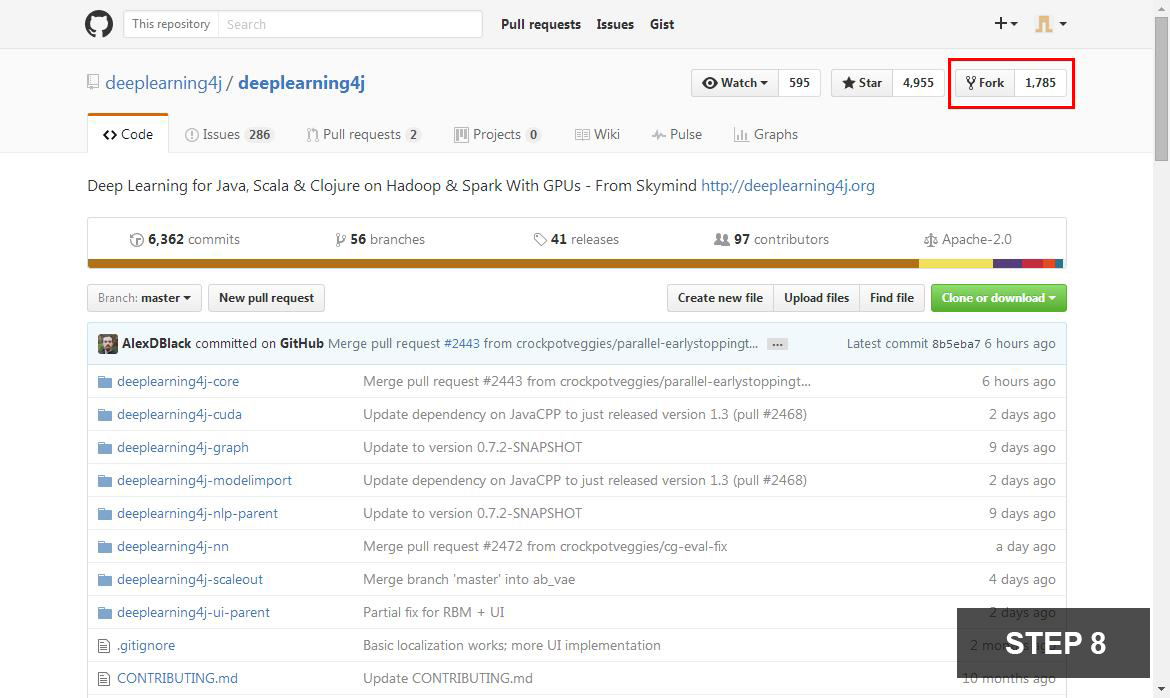 This repository Search Pull requests Issues Gist
deeplearning4j / deeplearning4j Watch 595 Star 4,955 Fork 1,785
Code Issues 286 Pull requests 2 Projects 0 Wiki Pulse Graphs
Deep Learning for Java, Scala & Clojure on Hadoop & Spark With GPUs - From Skymind http://deeplearning4j.org
6,362 commits 56 branches 41 releases 97 contributors Apache-2.0
Branch: master New pull request Create new file Upload files Find file Clone or download
AlexDBlack committed on GitHub Merge pull request #2443 from crockpotveggies/parallel-earlystoppingt... ... Latest commit 8b5eba7 6 hours ago
deeplearning4j-core Merge pull request #2443 from crockpotveggies/parallel-earlystoppingt... 6 hours ago
deeplearning4j-cuda Update dependency on JavaCPP to just released version 1.3 (pull #2468) 2 days ago
deeplearning4j-graph Update to version 0.7.2-SNAPSHOT 9 days ago
deeplearning4j-modelimport Update dependency on JavaCPP to just released version 1.3 (pull #2468) 2 days ago
deeplearning4j-nlp-parent Update to version 0.7.2-SNAPSHOT 9 days ago
deeplearning4j-nn Merge pull request #2472 from crockpotveggies/cg-eval-fix a day ago
deeplearning4j-scaleout Merge branch 'master' into ab_vae 4 days ago
deeplearning4j-ui-parent Partial fix for RBM + UI 2 days ago
.gitignore Basic localization works; more UI implementation 2 months ago
STEP 8
CONTRIBUTING.md Update CONTRIBUTING.md 10 months ago